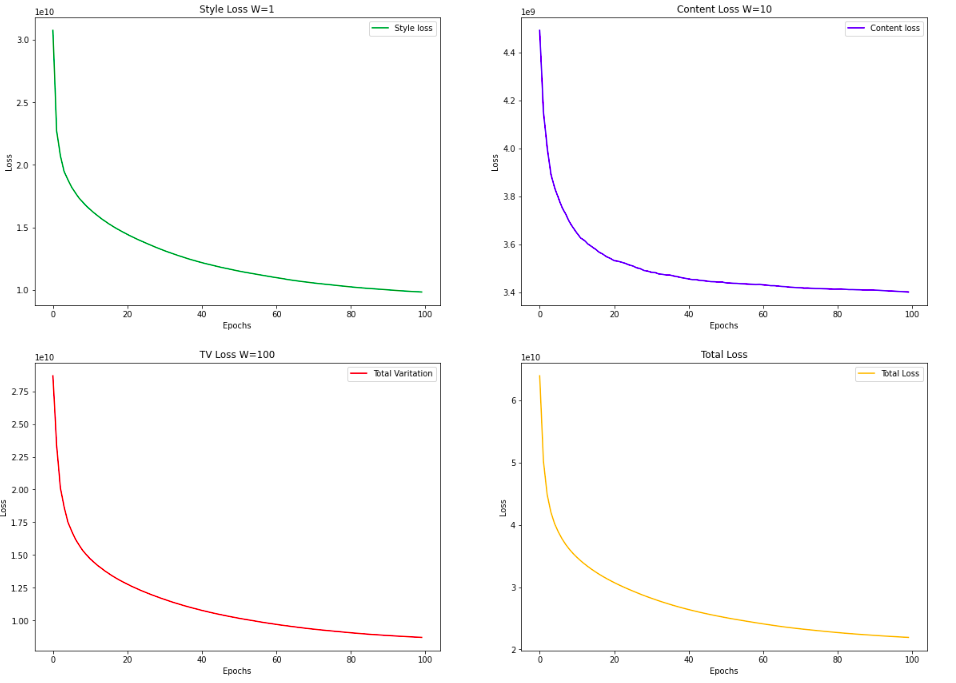 Style Loss W=1
1e10
Style loss
3.0
2.5
2.0
1.5
1.0
Loss
0 20 40 60 80 100
Epochs
Content Loss W=10
1e9
Content loss
4.4
4.2
4.0
3.8
3.6
3.4
Loss
0 20 40 60 80 100
Epochs
TV Loss W=100
1e10
Total Varitation
2.75
2.50
2.25
2.00
1.75
1.50
1.25
1.00
Loss
0 20 40 60 80 100
Epochs
Total Loss
1e10
Total Loss
6
5
4
3
2
Loss
0 20 40 60 80 100
Epochs